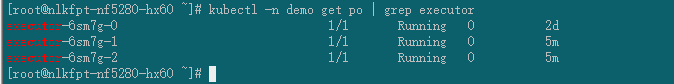 [root@nlkfpt-nf5280-hx60 ~]# kubectl -n demo get po | grep executor
-6sm7g-0 1/1 Running 0 2d
-6sm7g-1 1/1 Running 0 5m
-6sm7g-2 1/1 Running 0 5m
[root@nlkfpt-nf5280-hx60 ~]#